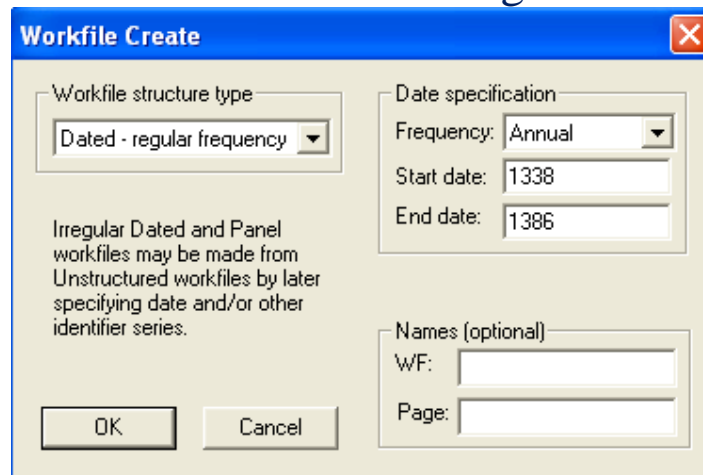 Workfile Create
Workfile structure type
Dated - regular frequency
Irregular Dated and Panel
workfiles may be made from
Unstructured workfiles by later
specifying date and/or other
identifier series.
OK
Cancel
Date specification
Frequency: Annual
Start date: 1338
End date: 1386
Names (optional)
WF:
Page: